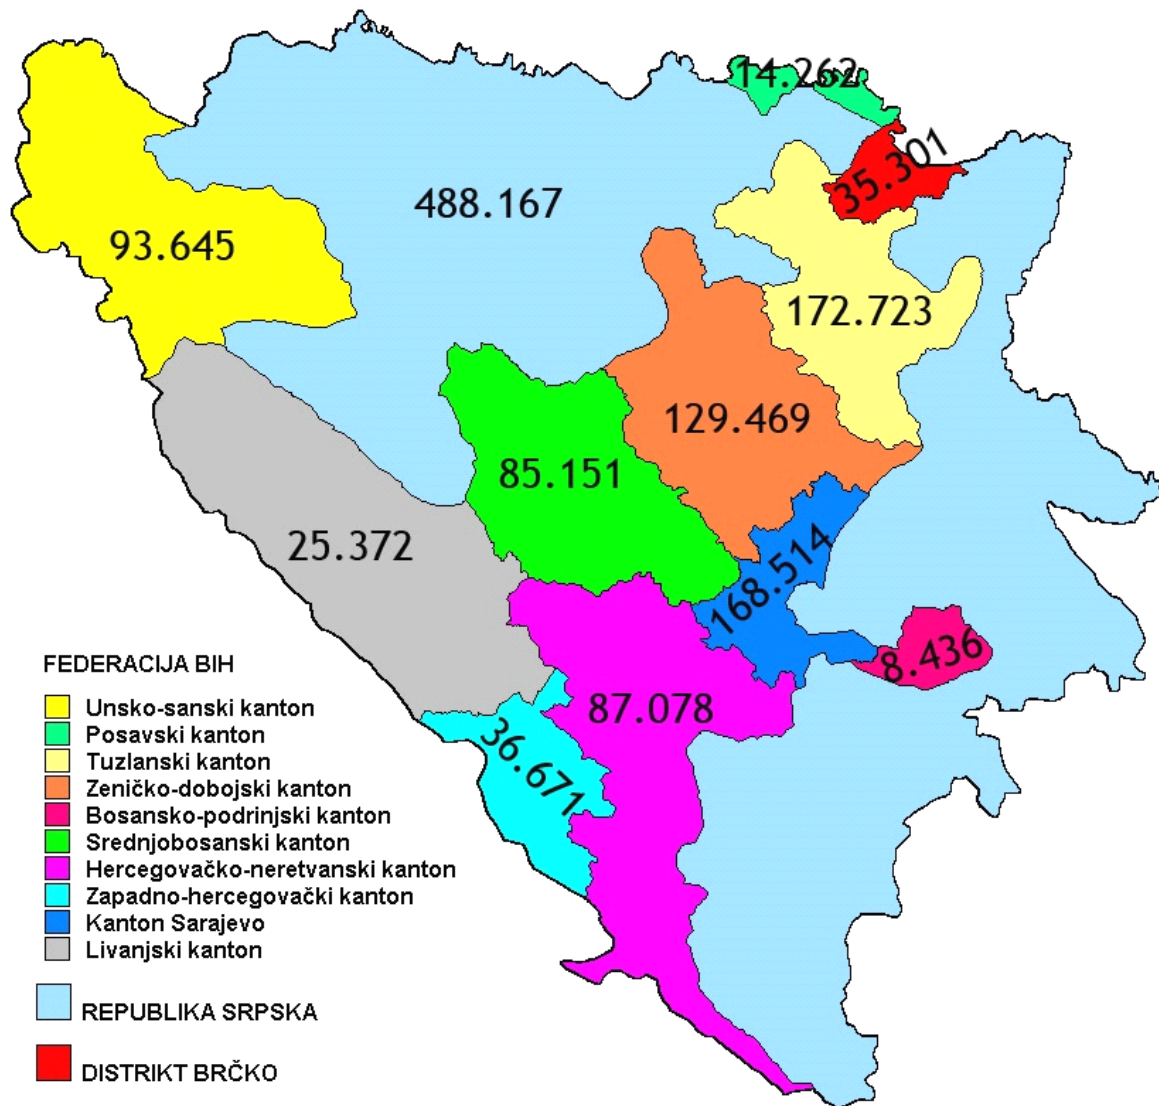 14.262
35.301
488.167
93.645
172.723
129.469
85.151
25.372
168.514
8.436
87.078
36.671
FEDERACIJA BIH
Unsko-sanski kanton
Posavski kanton
Tuzlanski kanton
Zeničko-dobojski kanton
Bosansko-podrinjski kanton
Srednjobosanski kanton
Hercegovačko-neretvanski kanton
Zapadno-hercegovački kanton
Kanton Sarajevo
Livanjski kanton
REPUBLIKA SRPSKA
DISTRIKT BRČKO